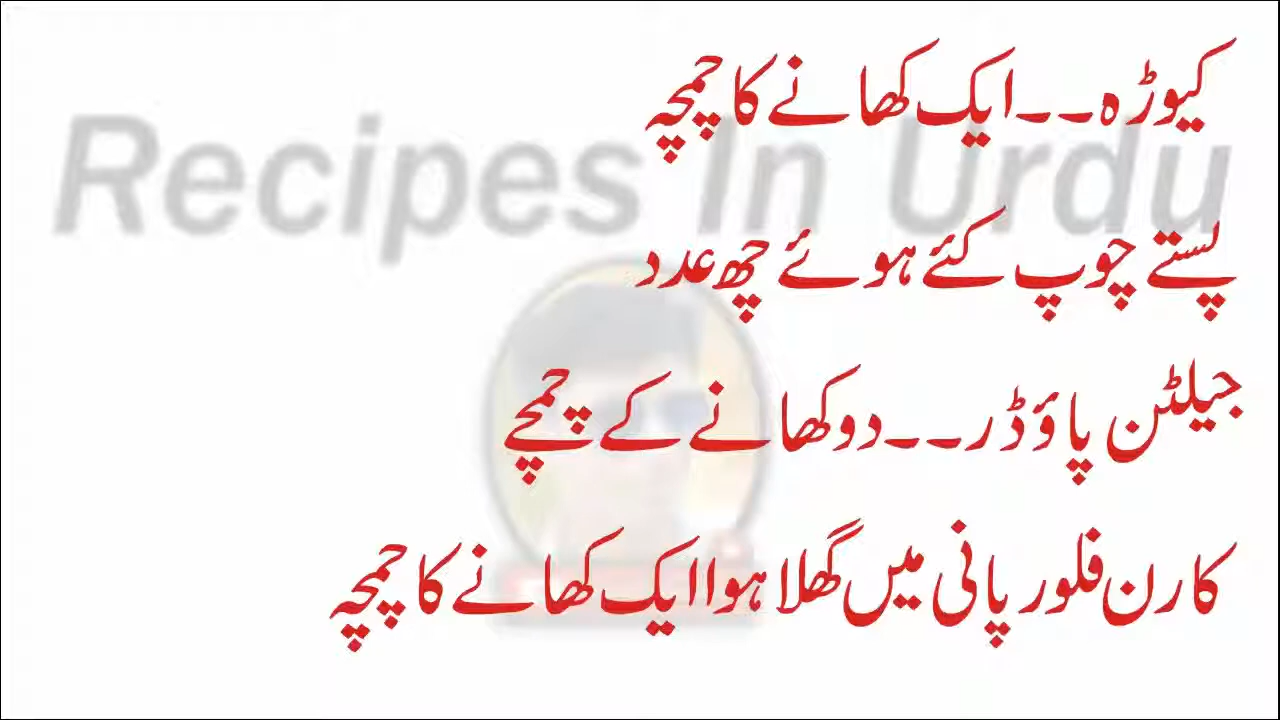 کیوڑہ۔۔ایک کھانے کا چمچہ
Recipes In Urdu
پستے چوپ کئے ہوئے چھ عدد
جیلٹن پاؤڈر۔۔دو کھانے کے چمچے
کارن فلور پانی میں گھلا ہوا ایک کھانے کا چمچہ